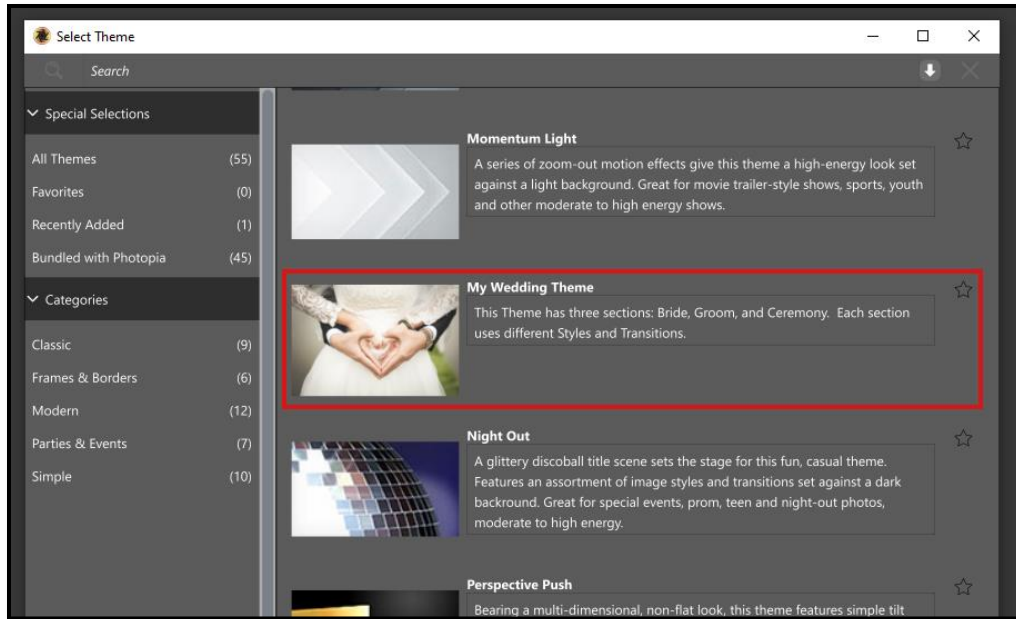 Select Theme
Search
Special Selections
All Themes (55)
Favorites (0)
Recently Added (1)
Bundled with Photopia (45)
Categories
Classic (9)
Frames & Borders (6)
Modern (12)
Parties & Events (7)
Simple (10)
Momentum Light
A series of zoom-out motion effects give this theme a high-energy look set
against a light background. Great for movie trailer-style shows, sports, youth
and other moderate to high energy shows.
My Wedding Theme
This Theme has three sections: Bride, Groom, and Ceremony. Each section
uses different Styles and Transitions.
Night Out
A glittery discoball title scene sets the stage for this fun, casual theme.
Features an assortment of image styles and transitions set against a dark
backround. Great for special events, prom, teen and night-out photos,
moderate to high energy.
Perspective Push
Bearing a multi-dimensional, non-flat look, this theme features simple tilt